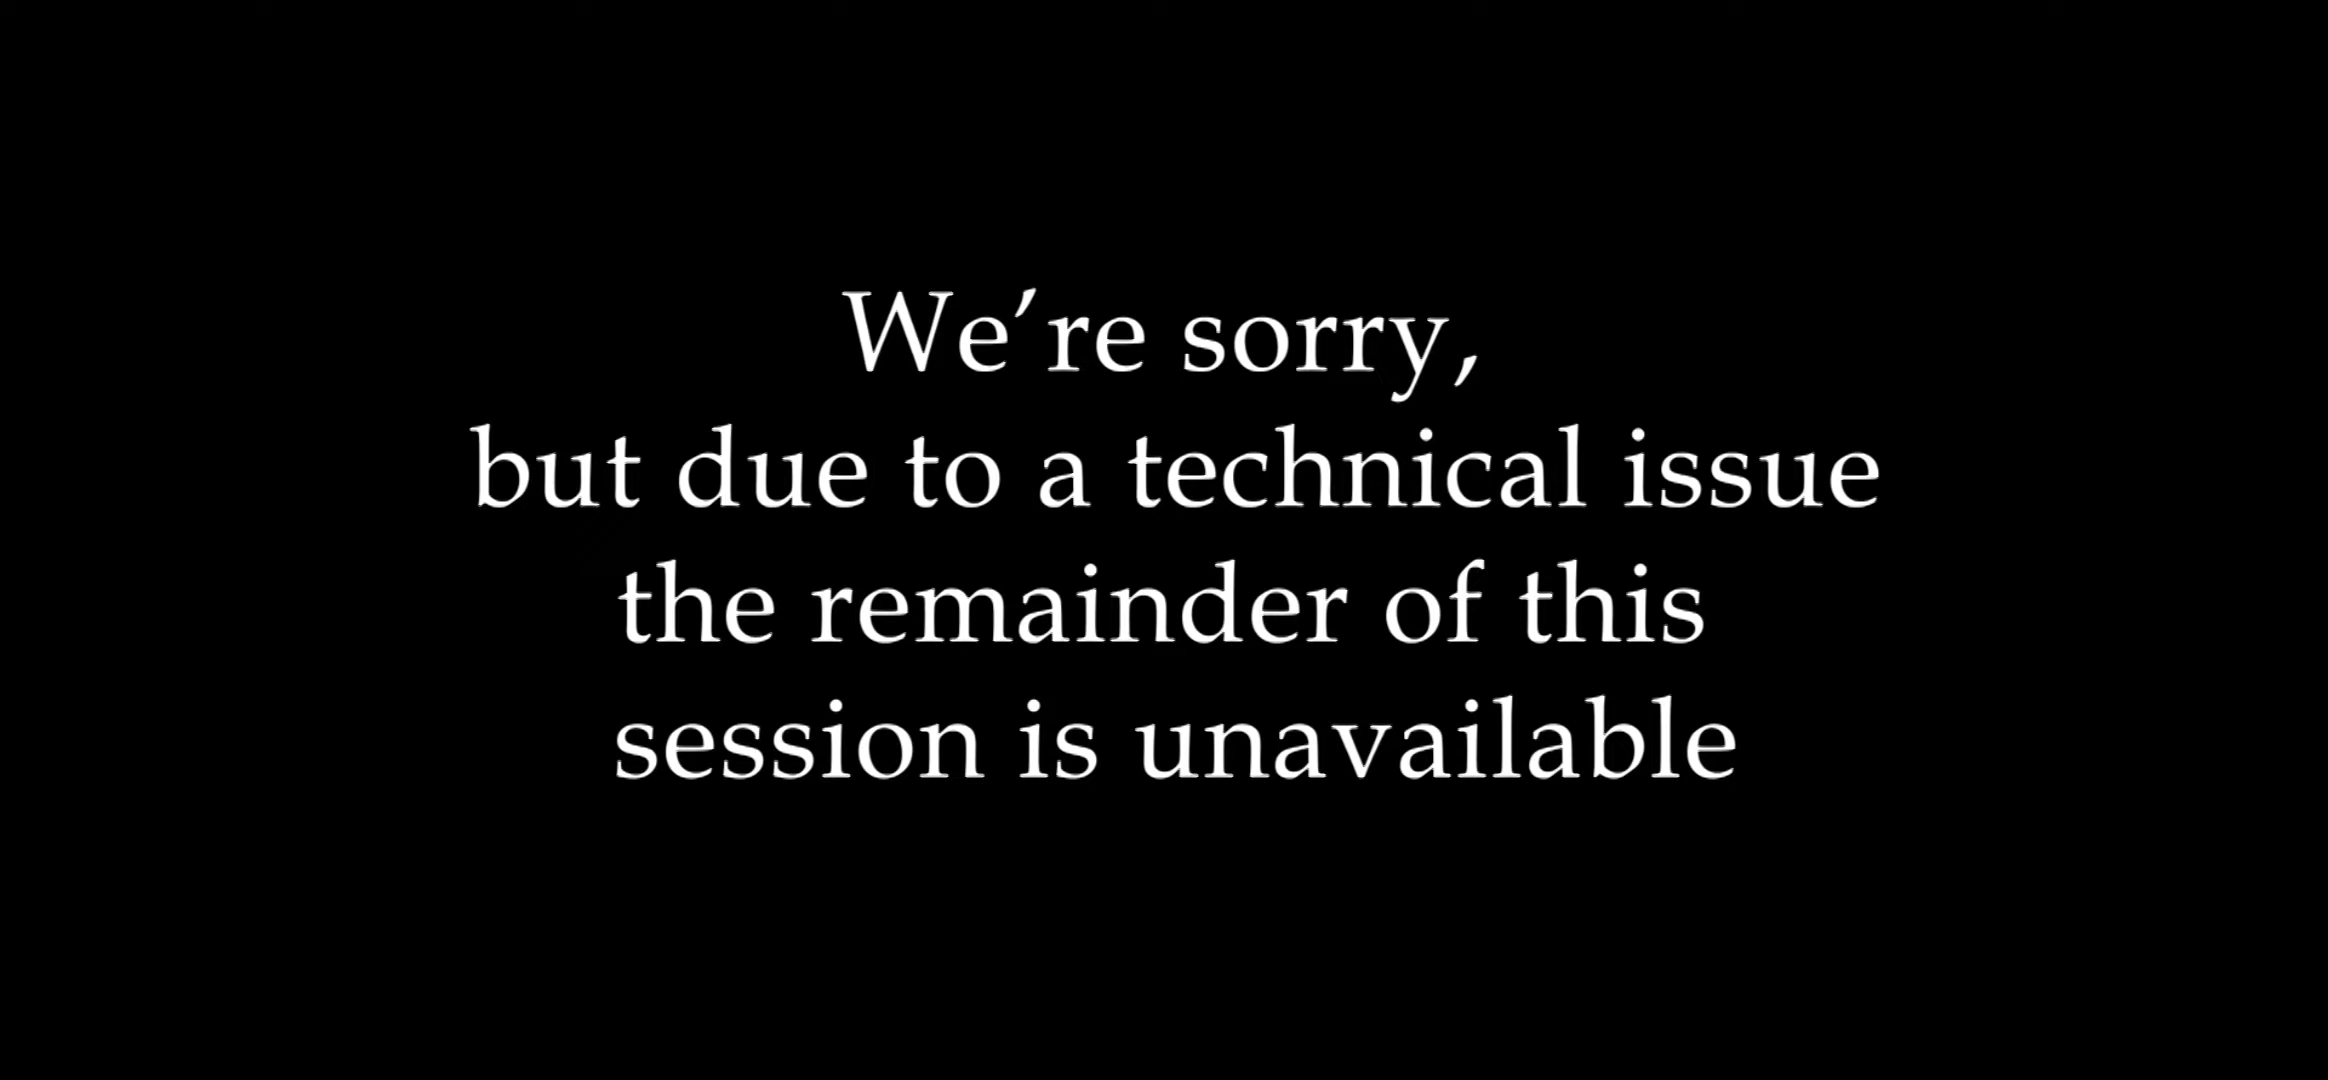 We’re sorry,
but due to a technical issue
the remainder of this
session is unavailable